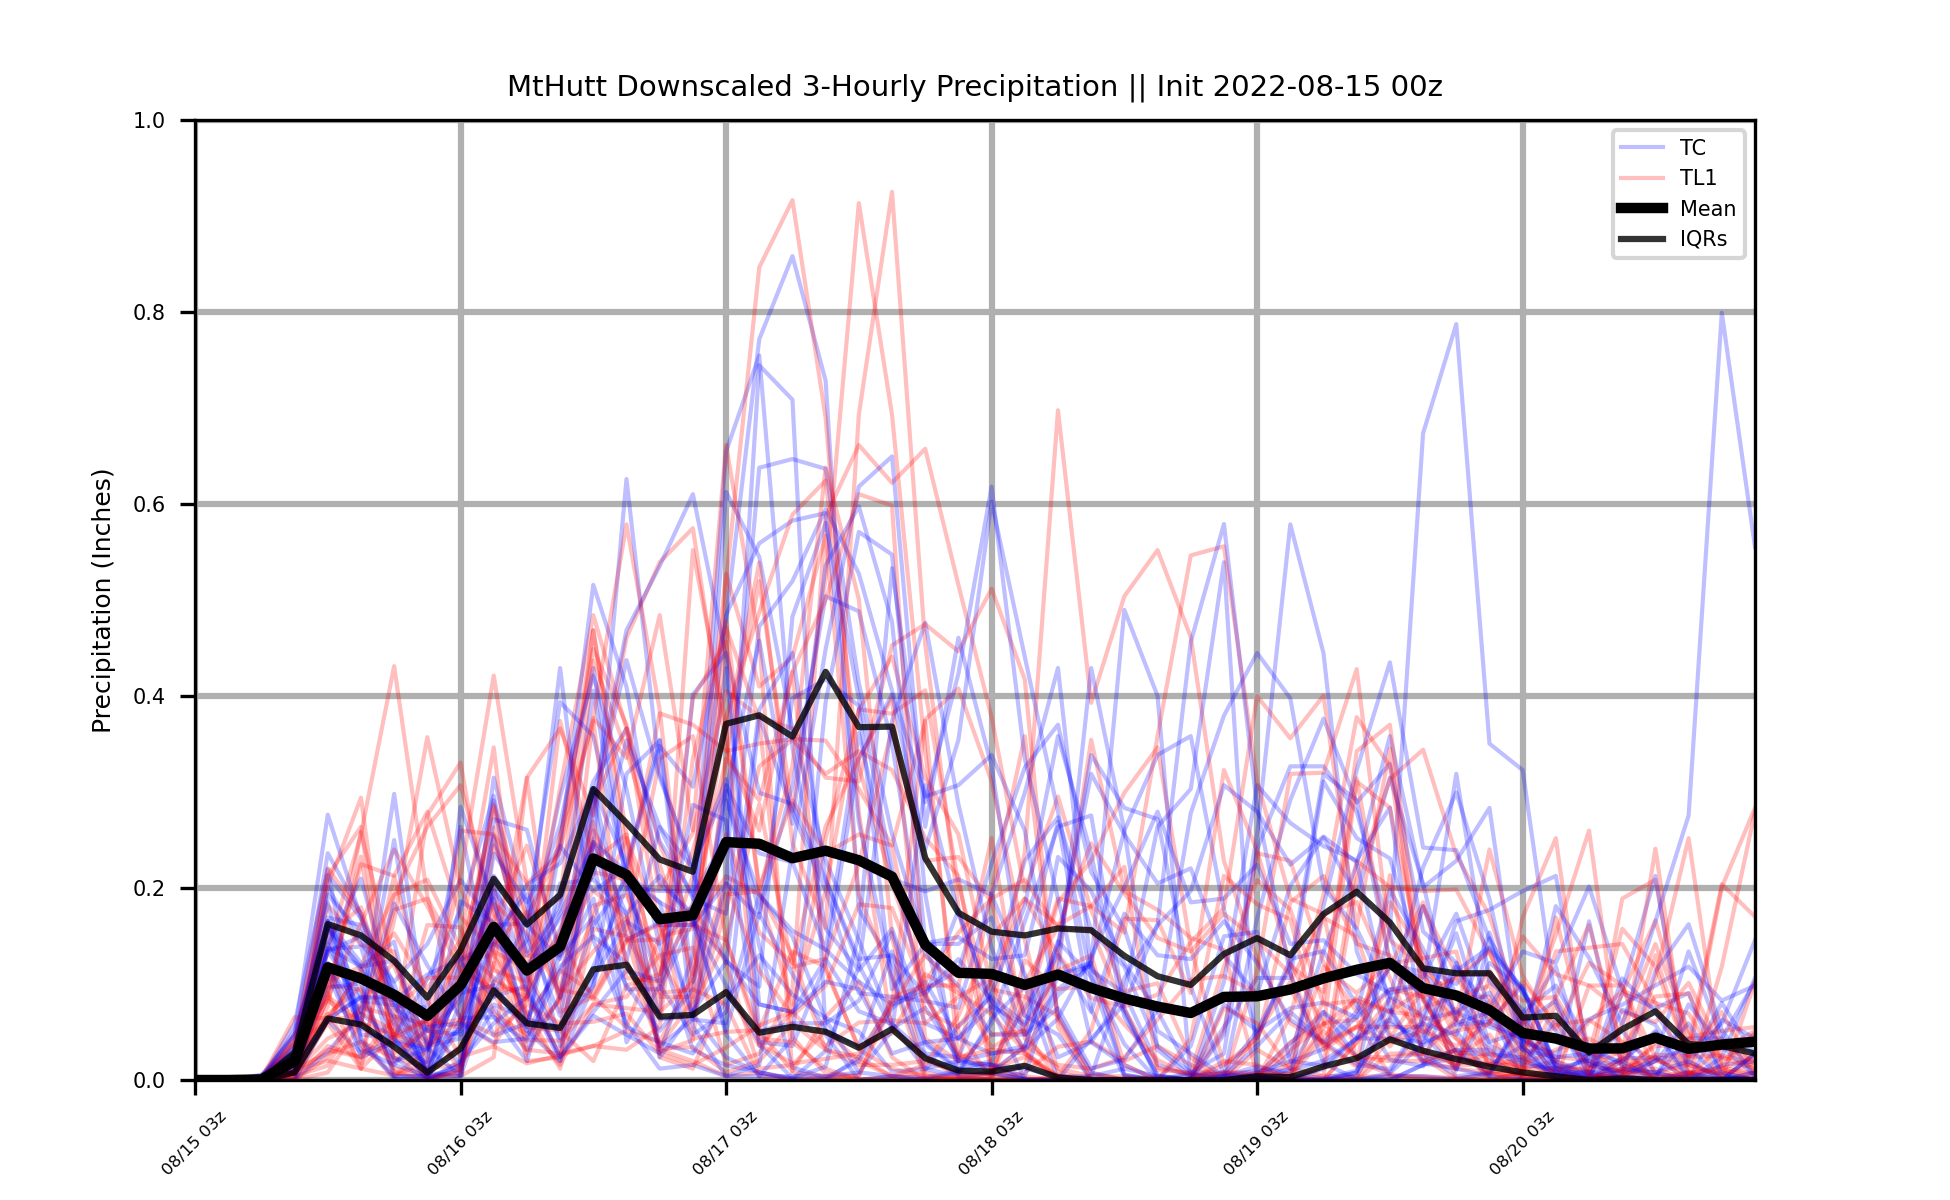 MtHutt Downscaled 3-Hourly Precipitation || Init 2022-08-15 00z
TC
TL1
Mean
IQRs
Precipitation (Inches)
1.0
0.8
0.6
0.4
0.2
0.0
08/15 03z
08/16 03z
08/17 03z
08/18 03z
08/19 03z
08/20 03z